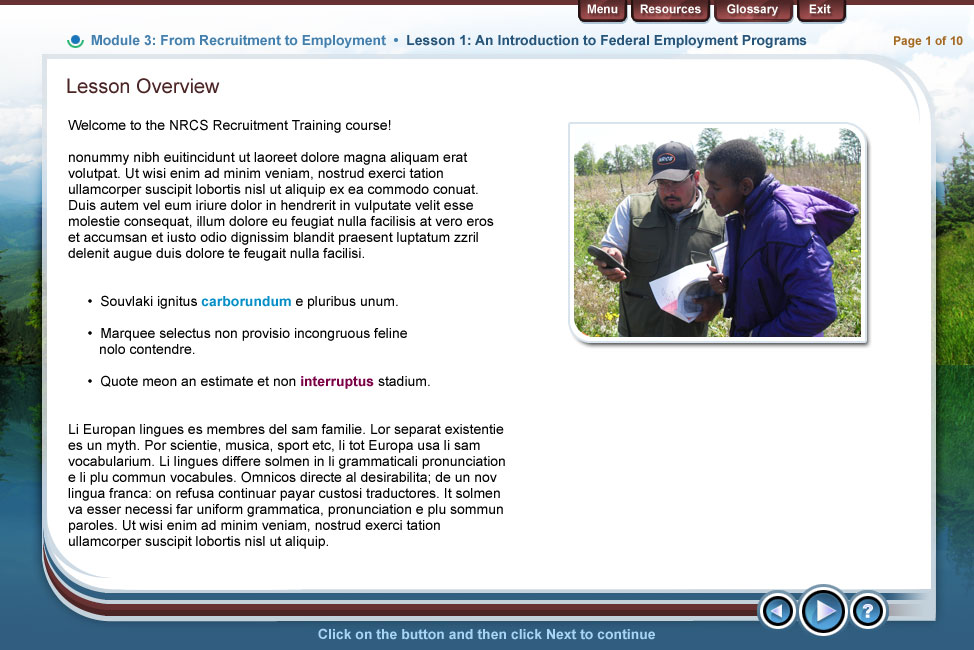 Menu
Resources
Glossary
Exit
Module 3: From Recruitment to Employment • Lesson 1: An Introduction to Federal Employment Programs
Page 1 of 10
Lesson Overview
Welcome to the NRCS Recruitment Training course!
nonummy nibh euitincidunt ut laoreet dolore magna aliquam erat
volutpat. Ut wisi enim ad minim veniam, nostrud exerci tation
ullamcorper suscipit lobortis nisl ut aliquip ex ea commodo conuat.
Duis autem vel eum iriure dolor in hendrerit in vulputate velit esse
molestie consequat, illum dolore eu feugiat nulla facilisis at vero eros
et accumsan et iusto odio dignissim blandit praesent luptatum zzril
delenit augue duis dolore te feugait nulla facilisi.
• Souvlaki ignitus carborundum e pluribus unum.
• Marquee selectus non provisio incongruous feline
nolo contendre.
• Quote meon an estimate et non interruptus stadium.
Li Europan lingues es membres del sam familie. Lor separat existentie
es un myth. Por scientie, musica, sport etc, li tot Europa usa li sam
vocabularium. Li lingues differe solmen in li grammaticali pronunciation
e li plu commun vocabules. Omnicos directe al desirabilita; de un nov
lingua franca: on refusa continuar payar custosi traductores. It solmen
va esser necessi far uniform grammatica, pronunciation e plu sommun
paroles. Ut wisi enim ad minim veniam, nostrud exerci tation
ullamcorper suscipit lobortis nisl ut aliquip.
NRCS
?
Click on the button and then click Next to continue